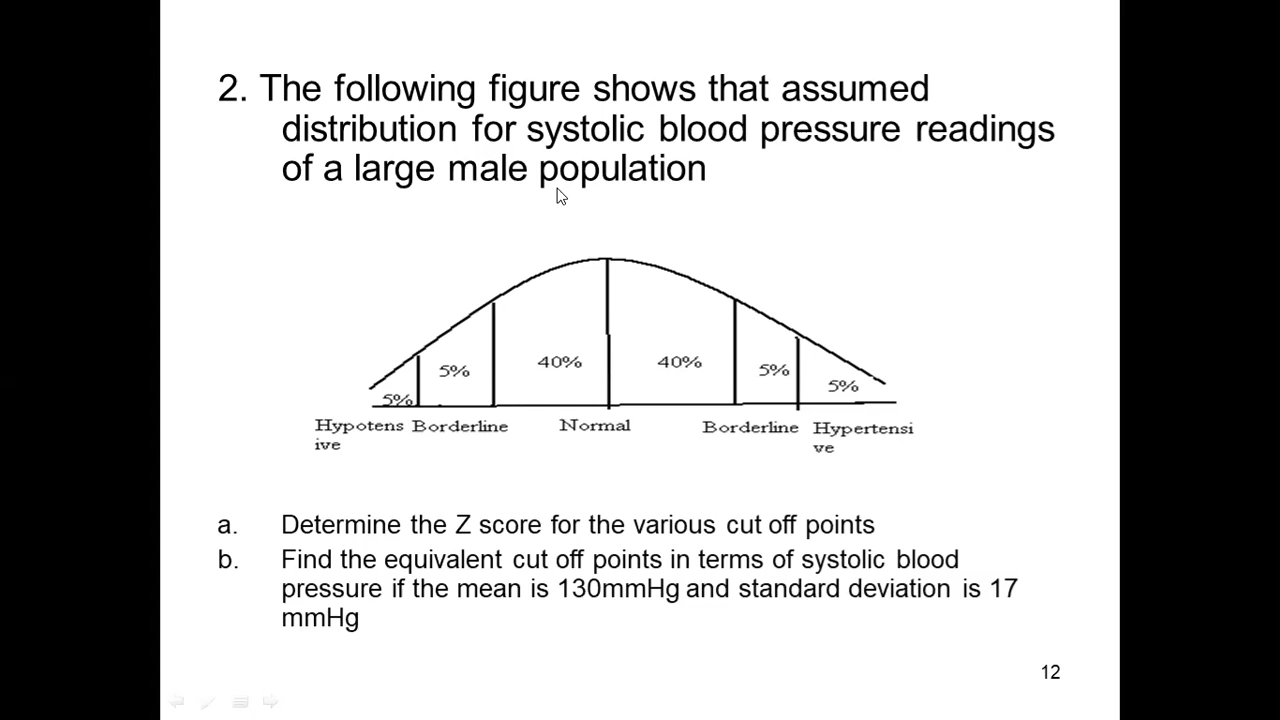 2. The following figure shows that assumed
distribution for systolic blood pressure readings
of a large male population
40%
40%
5%
5%
5%
5%
Hypotens Borderline Normal Borderline Hypertensi
ive ve
a. Determine the Z score for the various cut off points
b. Find the equivalent cut off points in terms of systolic blood
pressure if the mean is 130mmHg and standard deviation is 17
mmHg
12